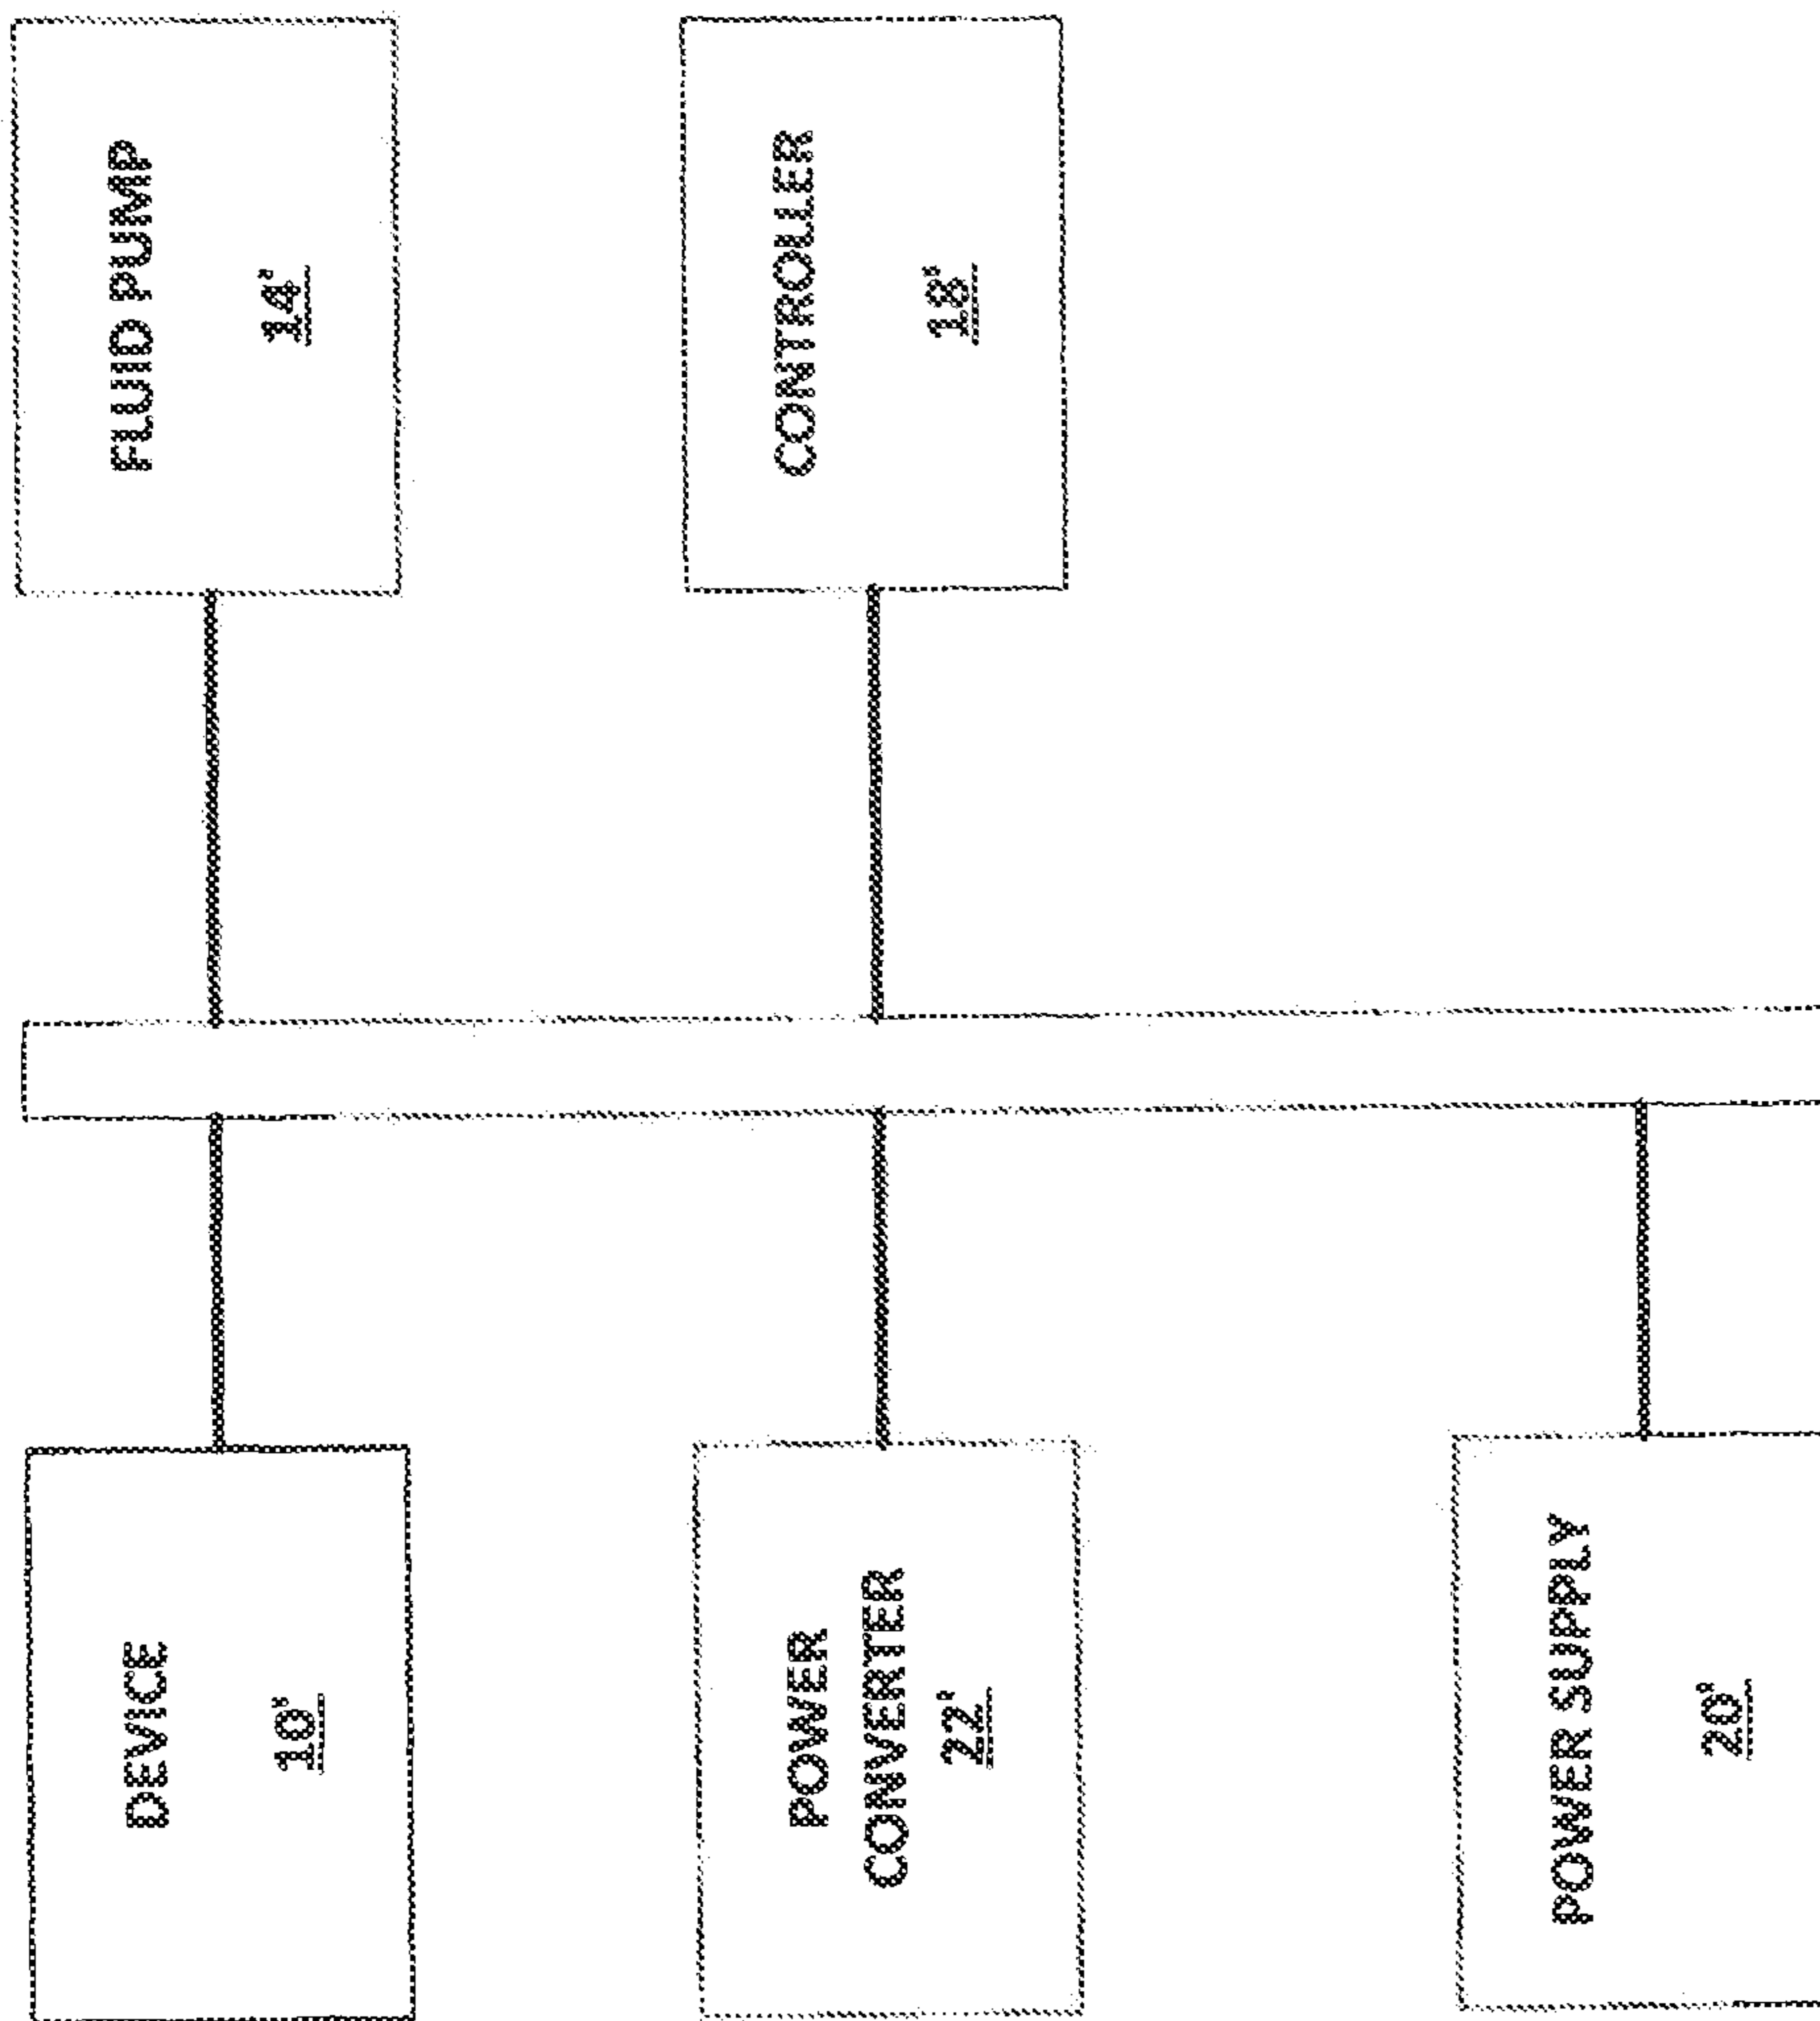 DEVICE
10'
FLUID PUMP
14'
POWER
CONVERTER
22'
CONTROLLER
18'
POWER SUPPLY
20'